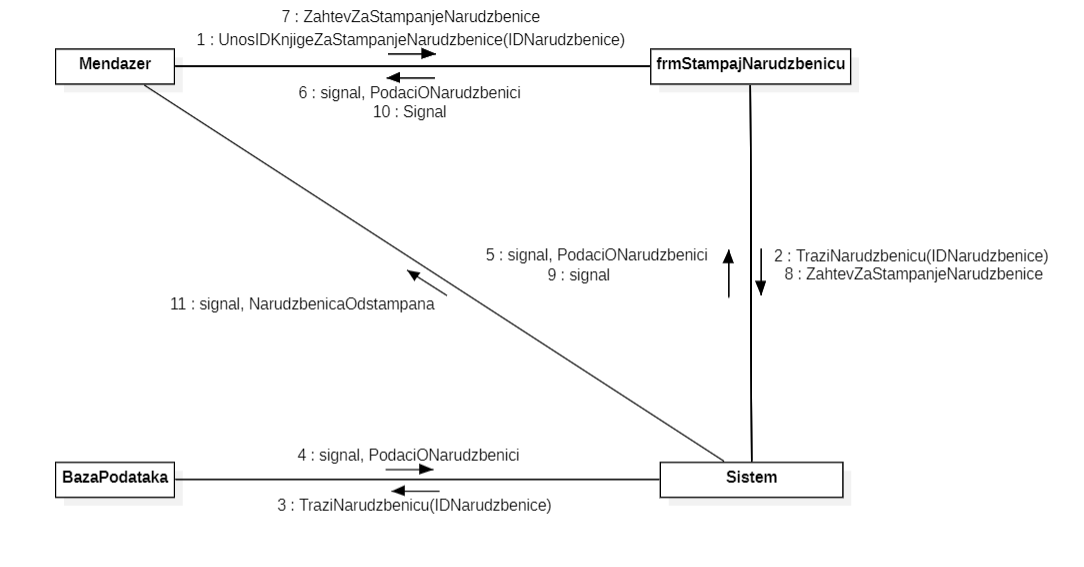 7 : ZahtevZaStampanjeNarudzbenice
1 : UnosIDKnjigeZaStampanjeNarudzbenice(IDNarudzbenice)
Mendazer
frmStampajNarudzbenicu
6 : signal, PodaciONarudzbenici
10 : Signal
5 : signal, PodaciONarudzbenici
9 : signal
2 : TraziNarudzbenicu(IDNarudzbenice)
8 : ZahtevZaStampanjeNarudzbenice
11 : signal, NarudzbenicaOdstampana
4 : signal, PodaciONarudzbenici
BazaPodataka
Sistem
3 : TraziNarudzbenicu(IDNarudzbenice)